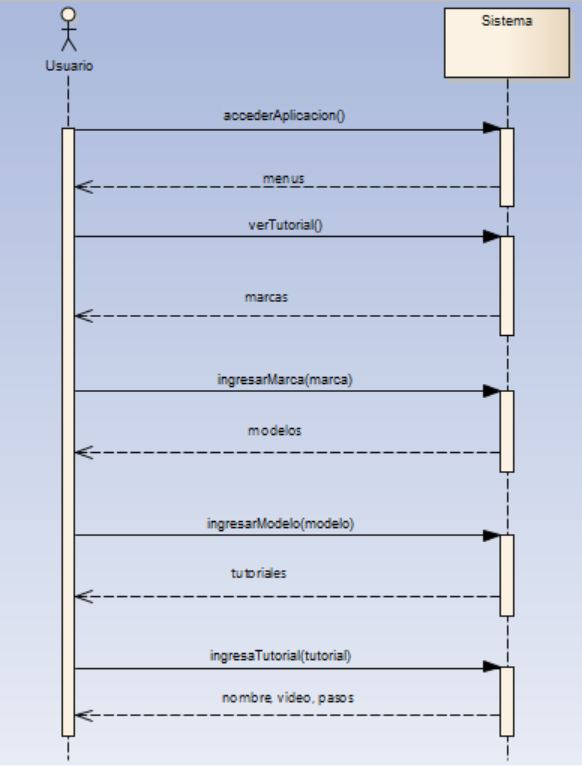 Usuario
Sistema
accederAplicacion()
menus
verTutorial()
marcas
ingresarMarca(marca)
modelos
ingresarModelo(modelo)
tutoriales
ingresaTutorial(tutorial)
nombre, video, pasos